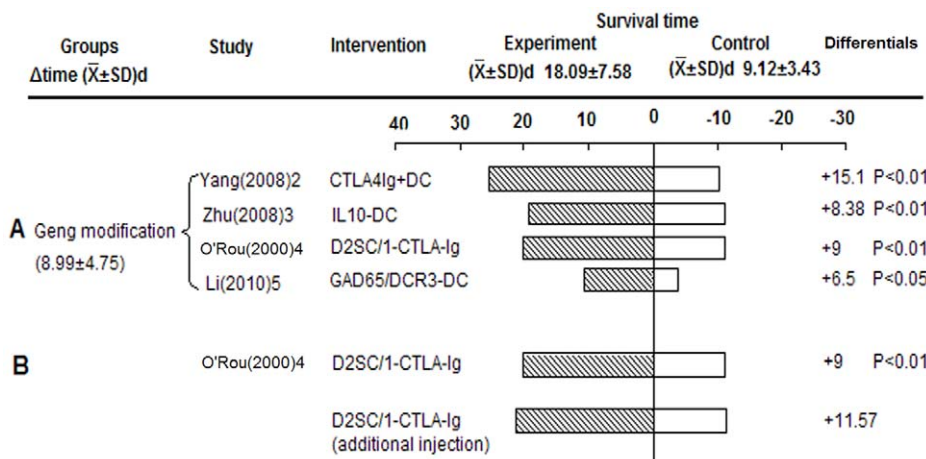 Survival time
Groups Study Intervention Experiment Control Differentials
Δtime (X̄±SD)d (X̄±SD)d 18.09±7.58 (X̄±SD)d 9.12±3.43
40 30 20 10 0 -10 -20 -30
Yang(2008)2 CTLA4Ig+DC +15.1 P<0.01
Zhu(2008)3 IL10-DC +8.38 P<0.01
A Geng modification
(8.99±4.75)
O'Rou(2000)4 D2SC/1-CTLA-Ig +9 P<0.01
Li(2010)5 GAD65/DCR3-DC +6.5 P<0.05
B O'Rou(2000)4 D2SC/1-CTLA-Ig +9 P<0.01
D2SC/1-CTLA-Ig +11.57
(additional injection)